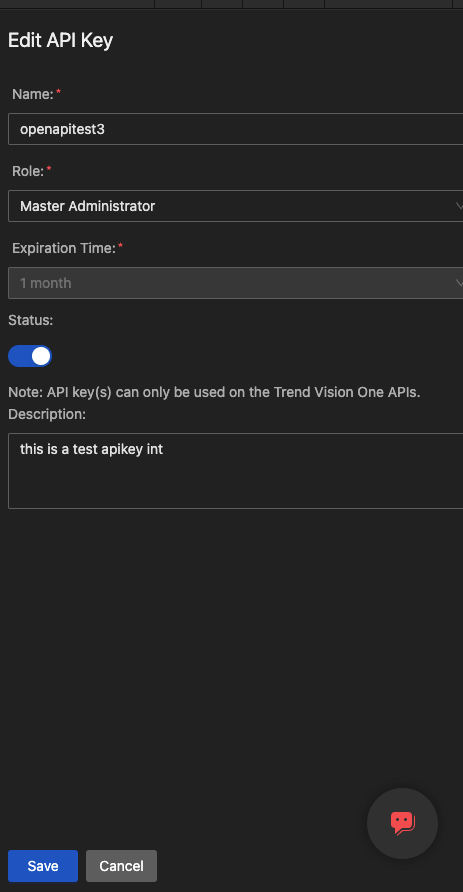 Edit API Key
Name:*
openapitest3
Role:*
Master Administrator
Expiration Time:*
1 month
Status:
Note: API key(s) can only be used on the Trend Vision One APIs.
Description:
this is a test apikey int
Save
Cancel